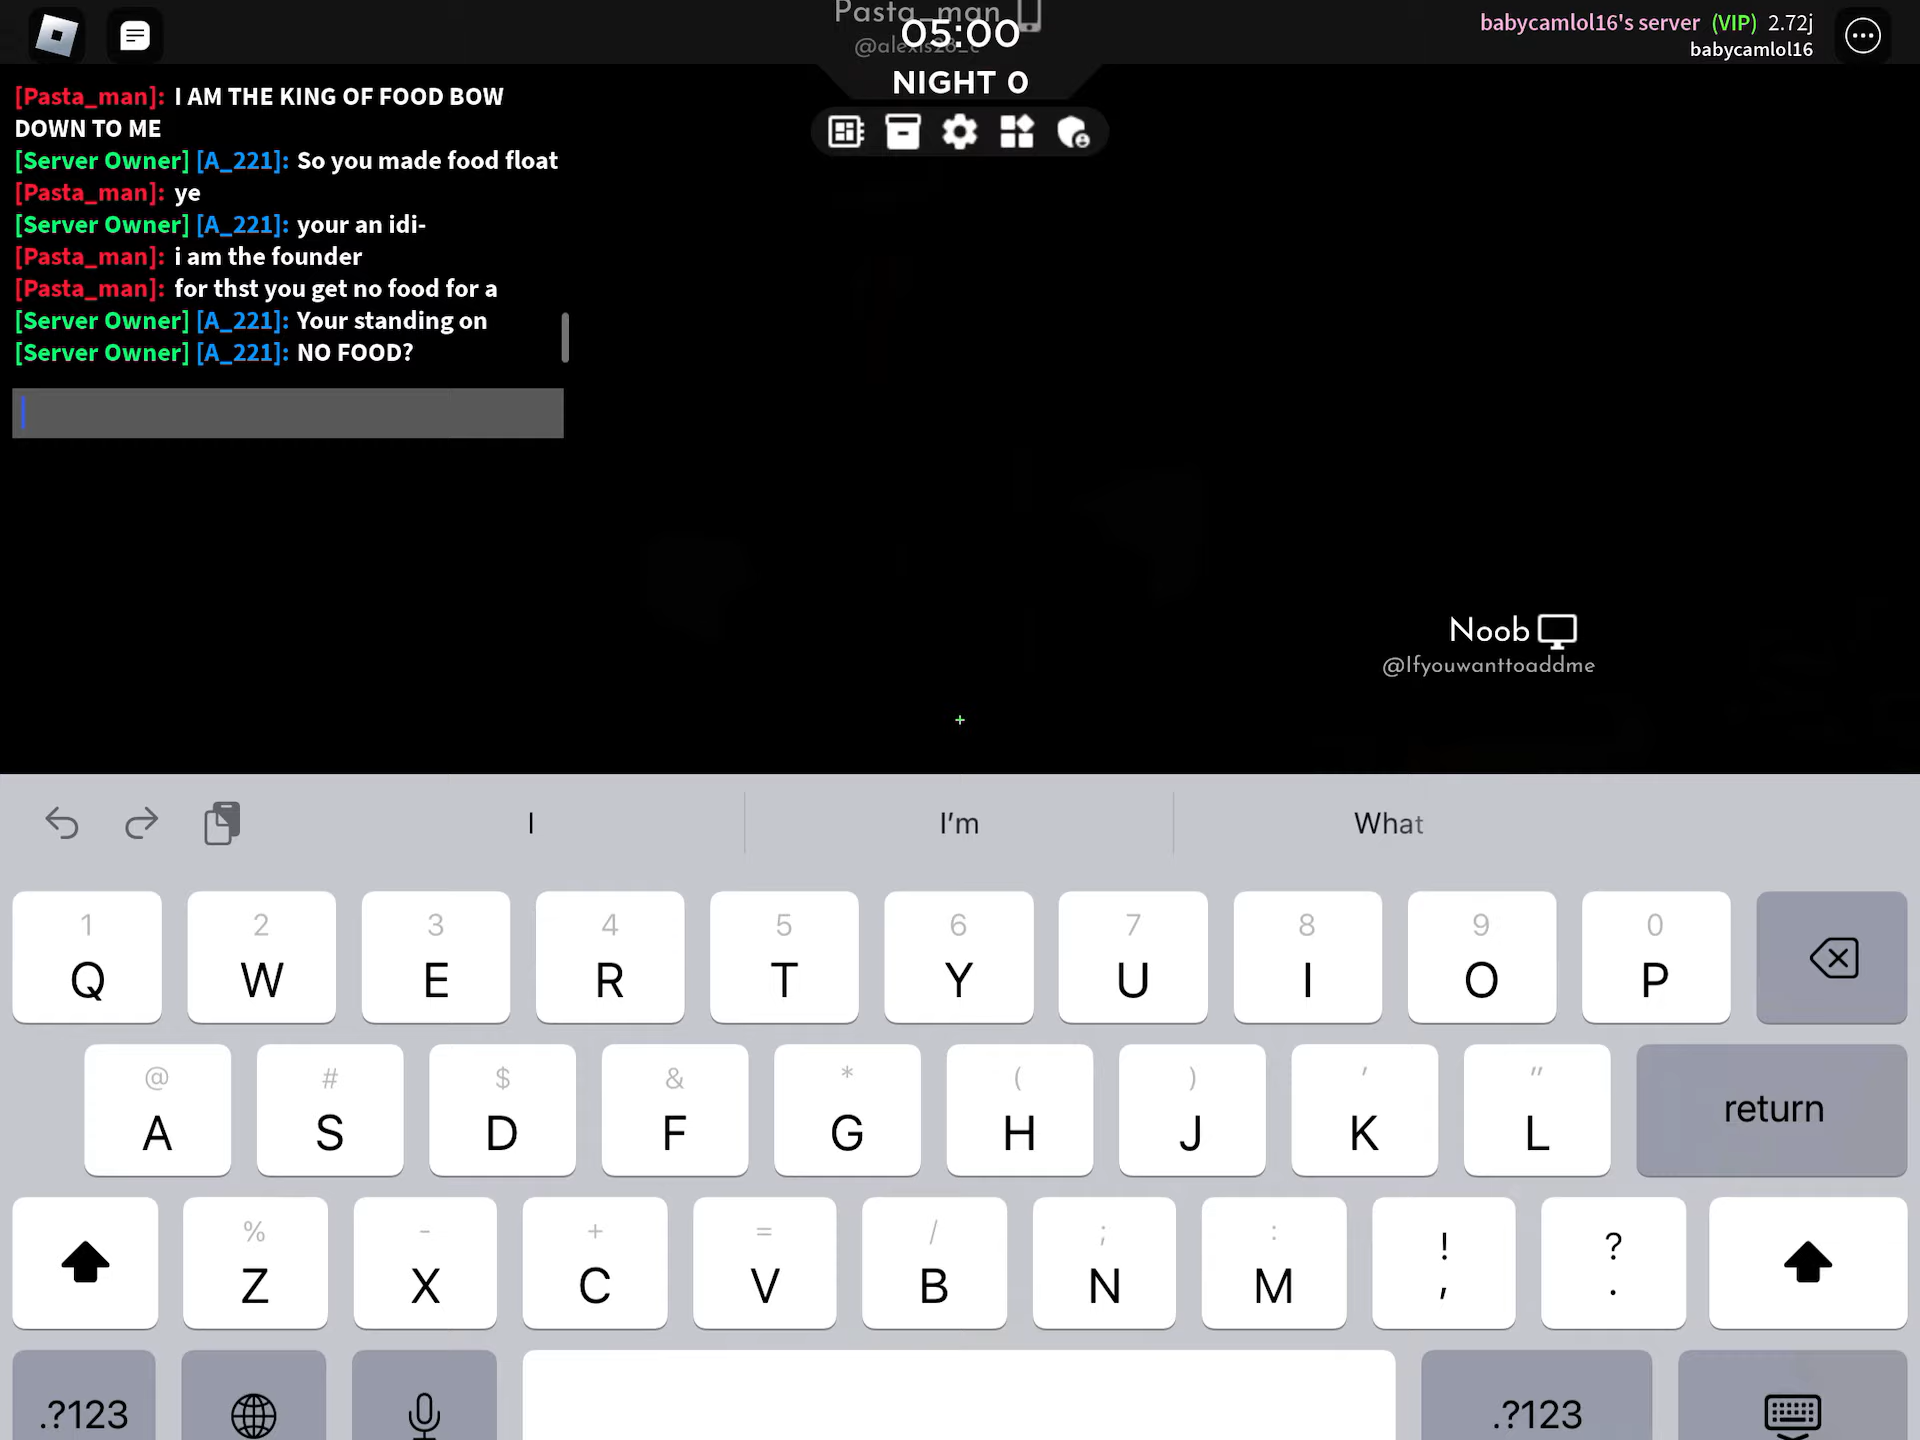 Pasta_man
@alexis28_c
05:00
NIGHT 0
babycamlol16's server (VIP) 2.72j
babycamlol16
[Pasta_man]: I AM THE KING OF FOOD BOW
DOWN TO ME
[Server Owner] [A_221]: So you made food float
[Pasta_man]: ye
[Server Owner] [A_221]: your an idi-
[Pasta_man]: i am the founder
[Pasta_man]: for thst you get no food for a
[Server Owner] [A_221]: Your standing on
[Server Owner] [A_221]: NO FOOD?
Noob
@Ifyouwanttoaddme
+
I I'm What
1 2 3 4 5 6 7 8 9 0
Q W E R T Y U I O P
@ # $ & * ( ) ' "
A S D F G H J K L return
% - + = / ; : ! ?
Z X C V B N M , .
.?123 .?123